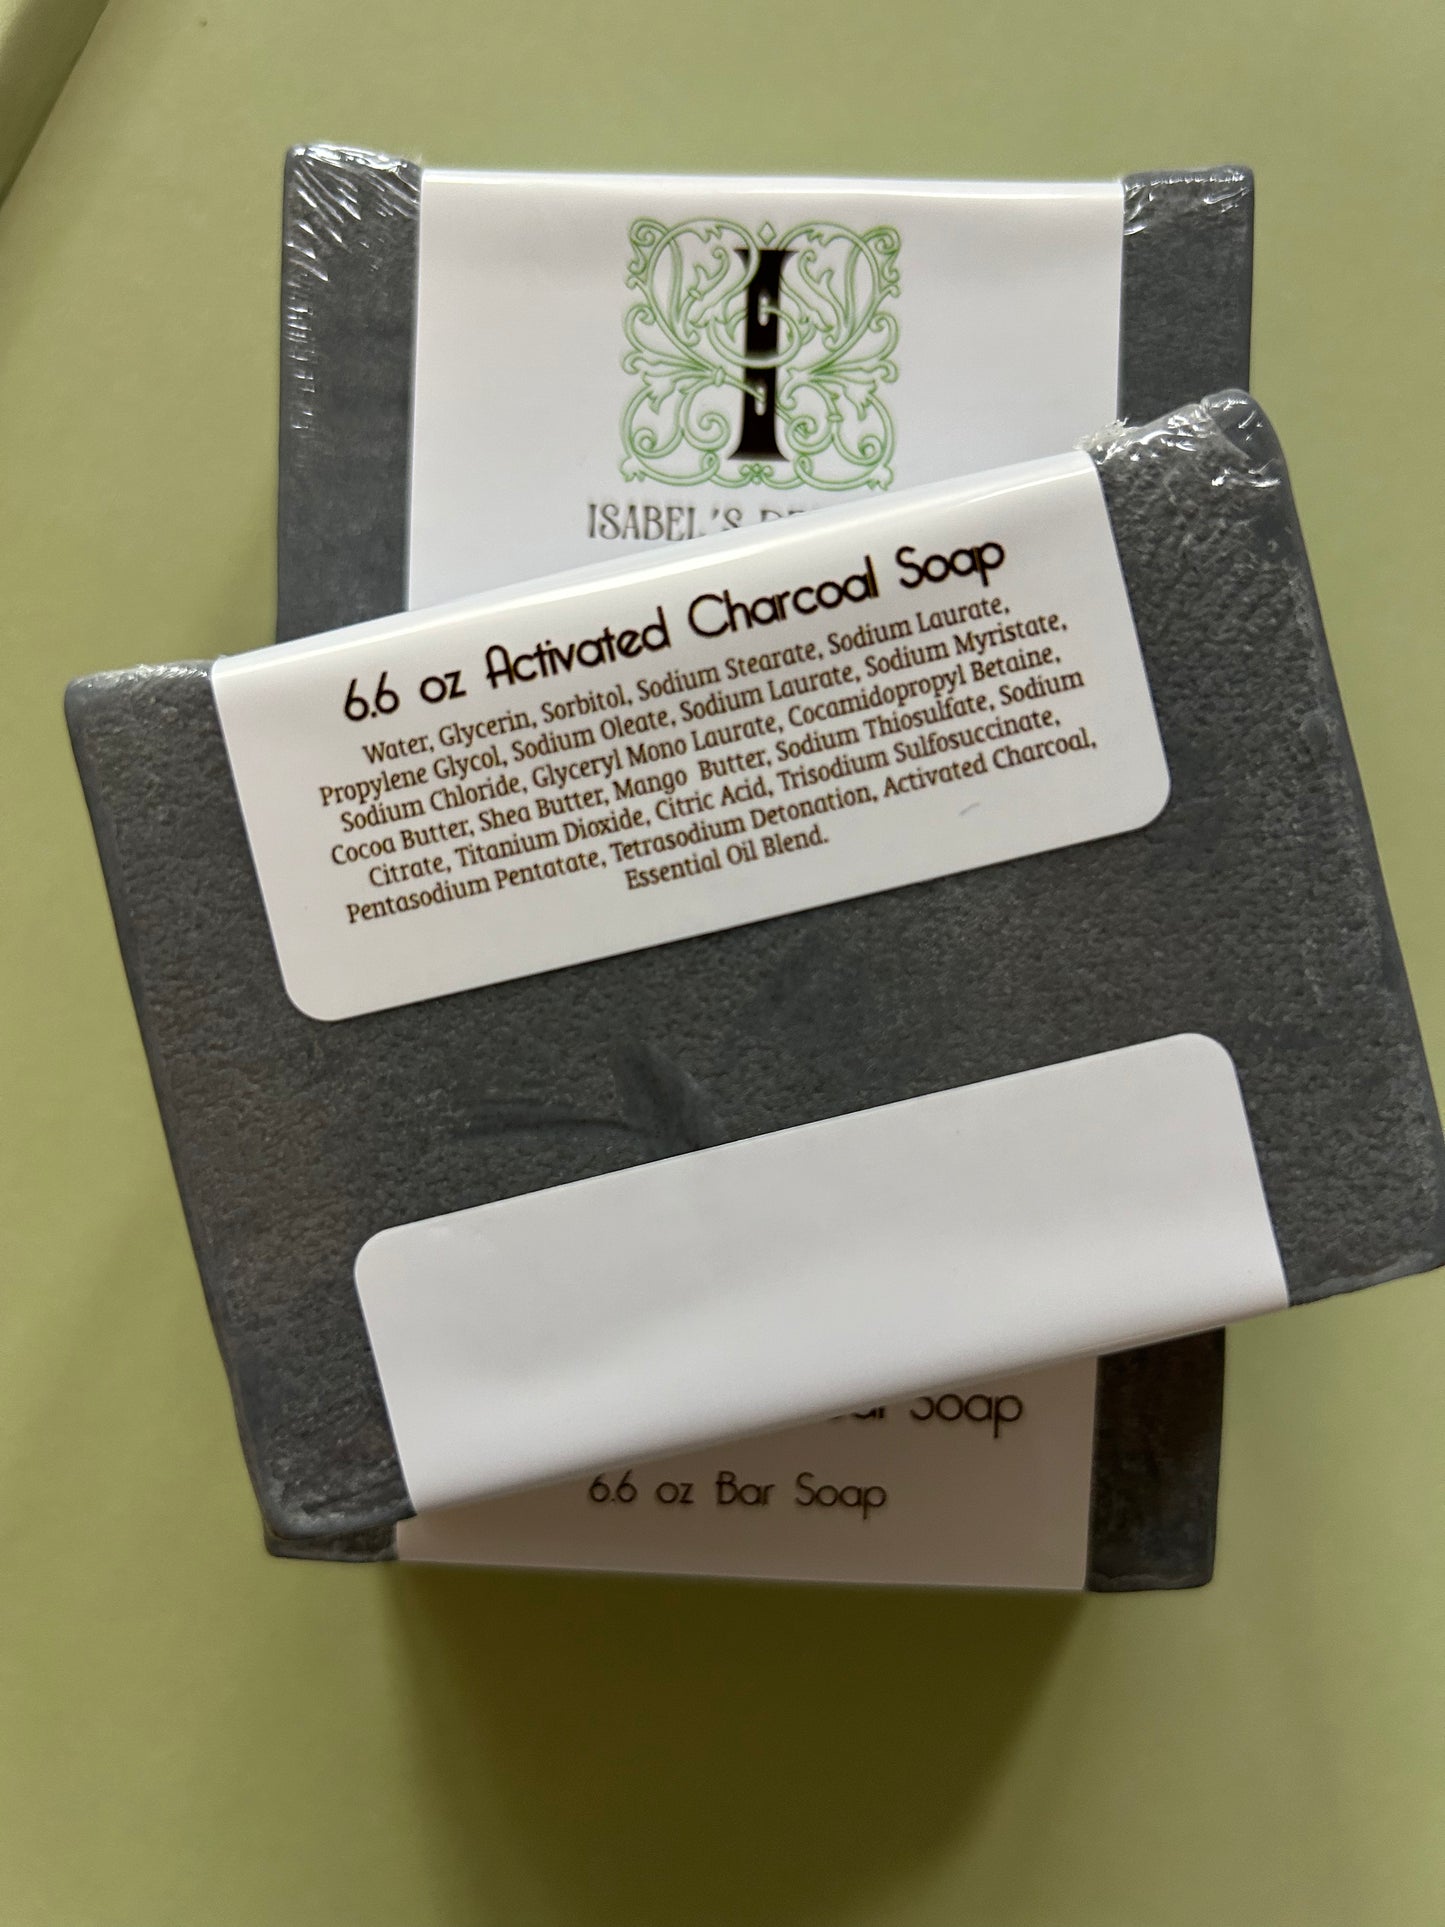 ISABEL'S
6.6 oz Activated Charcoal Soap
Water, Glycerin, Sorbitol, Sodium Stearate, Sodium Laurate,
Propylene Glycol, Sodium Oleate, Sodium Laurate, Sodium Myristate,
Sodium Chloride, Glyceryl Mono Laurate, Cocamidopropyl Betaine,
Cocoa Butter, Shea Butter, Mango Butter, Sodium Thiosulfate, Sodium
Citrate, Titanium Dioxide, Citric Acid, Trisodium Sulfosuccinate,
Pentasodium Pentatate, Tetrasodium Detonation, Activated Charcoal,
Essential Oil Blend.
Soap
6.6 oz Bar Soap